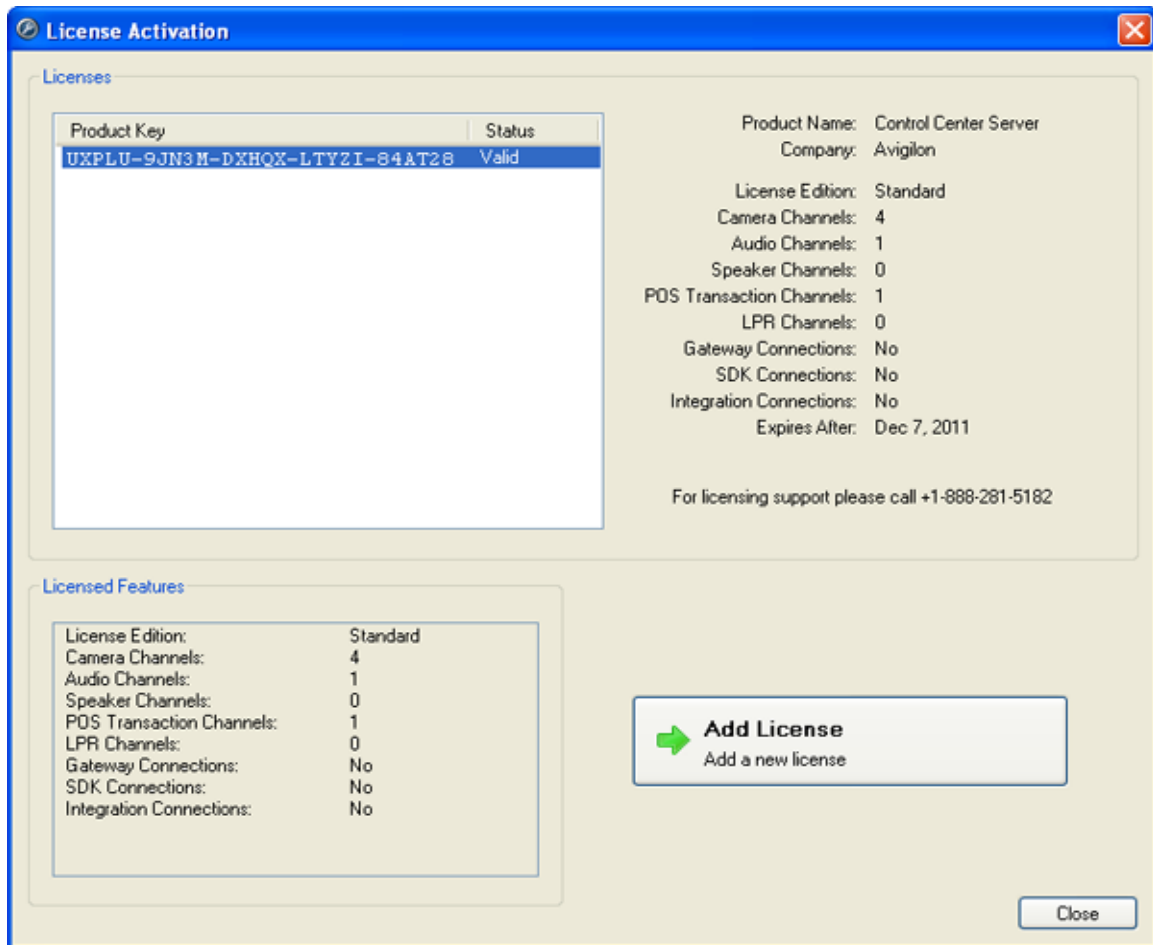 License Activation
Licenses
Product Key Status
UXPLU-9JN3M-DXHQX-LTYZI-84AT28 Valid
Product Name: Control Center Server
Company: Avigilon
License Edition: Standard
Camera Channels: 4
Audio Channels: 1
Speaker Channels: 0
POS Transaction Channels: 1
LPR Channels: 0
Gateway Connections: No
SDK Connections: No
Integration Connections: No
Expires After: Dec 7, 2011
For licensing support please call +1-888-281-5182
Licensed Features
License Edition: Standard
Camera Channels: 4
Audio Channels: 1
Speaker Channels: 0
POS Transaction Channels: 1
LPR Channels: 0
Gateway Connections: No
SDK Connections: No
Integration Connections: No
Add License
Add a new license
Close